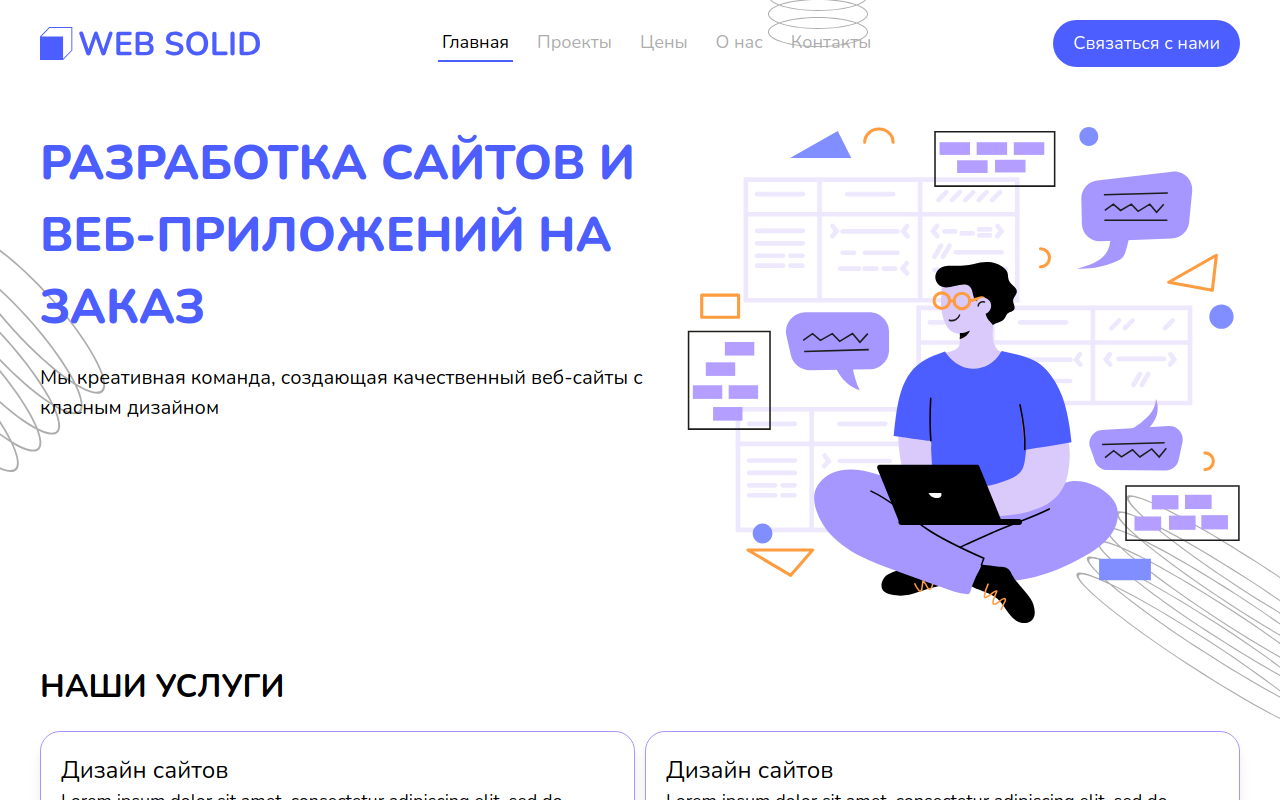 WEB SOLID
Главная
Проекты
Цены
О нас
Контакты
Связаться с нами
РАЗРАБОТКА САЙТОВ И
ВЕБ-ПРИЛОЖЕНИЙ НА
ЗАКАЗ
Мы креативная команда, создающая качественный веб-сайты с
класным дизайном
НАШИ УСЛУГИ
Дизайн сайтов
Lorem ipsum dolor sit amet, consectetur adipiscing elit, sed do
Дизайн сайтов
Lorem ipsum dolor sit amet, consectetur adipiscing elit, sed do